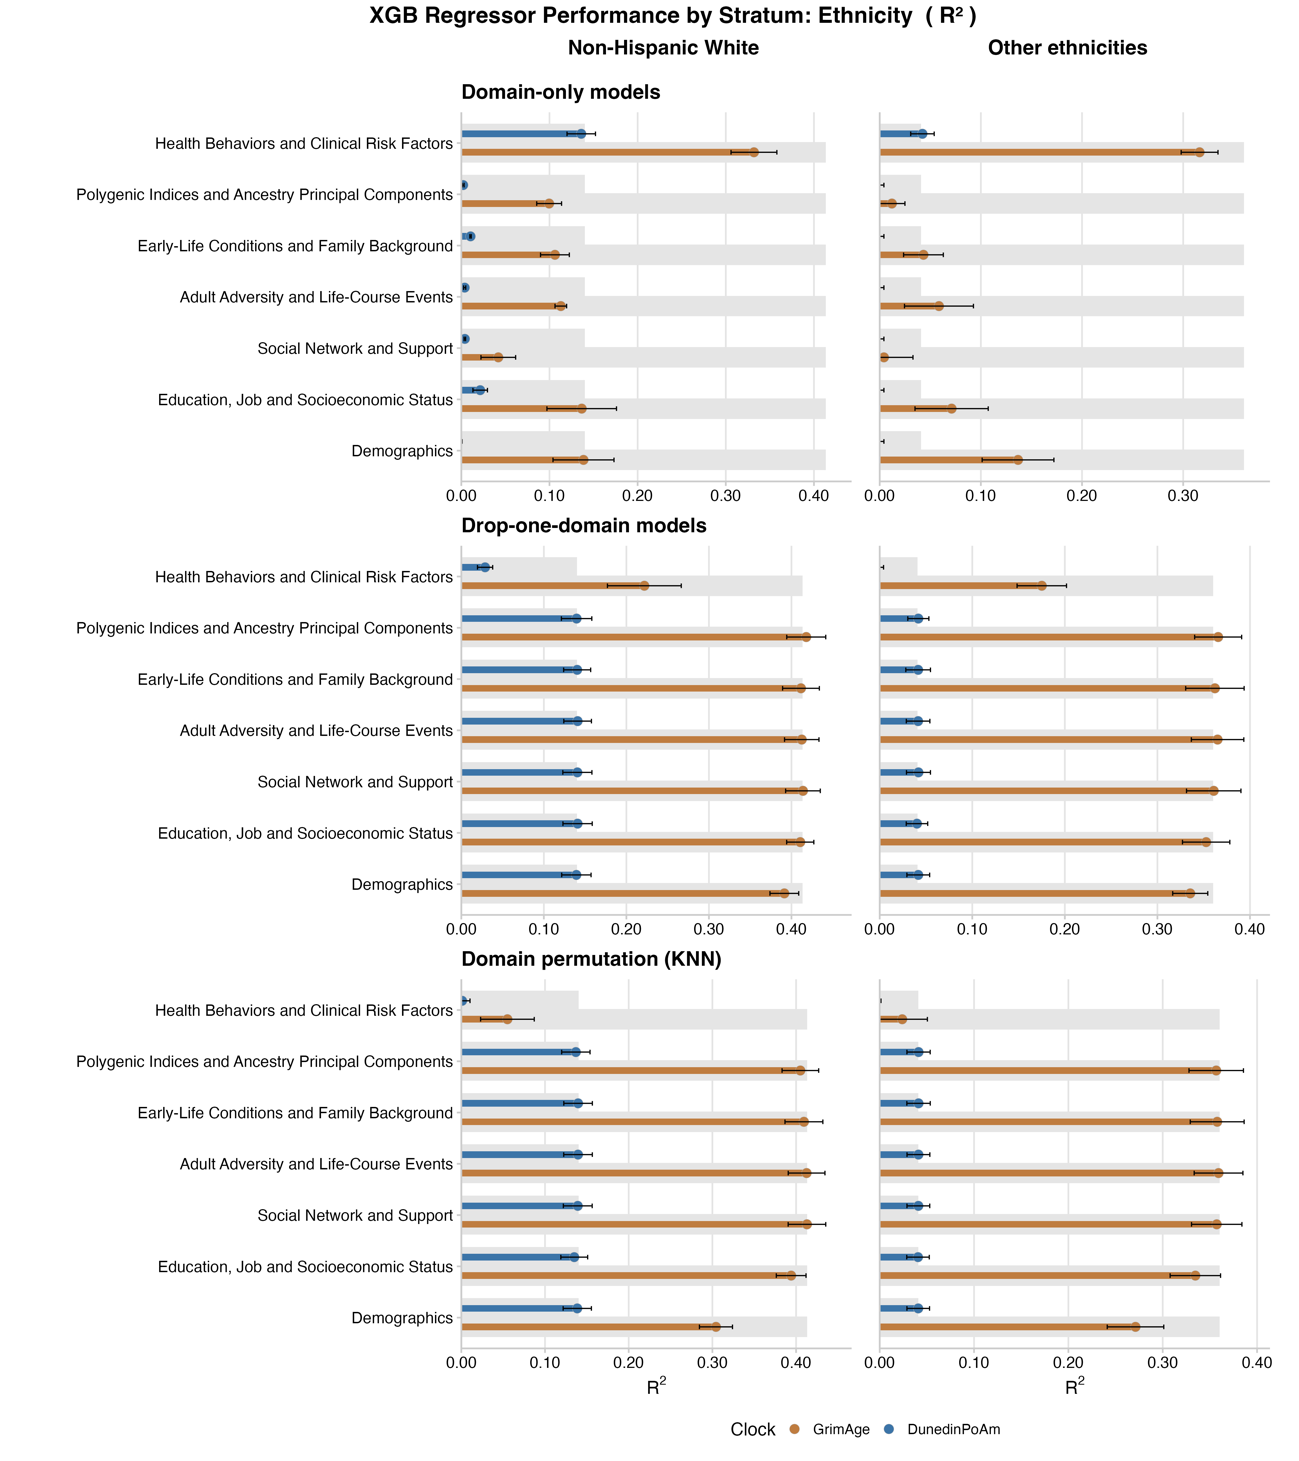 XGB Regressor Performance by Stratum: Ethnicity ( R² )
Non-Hispanic White
Other ethnicities
Domain-only models
Health Behaviors and Clinical Risk Factors
Polygenic Indices and Ancestry Principal Components
Early-Life Conditions and Family Background
Adult Adversity and Life-Course Events
Social Network and Support
Education, Job and Socioeconomic Status
Demographics
0.00 0.10 0.20 0.30 0.40
0.00 0.10 0.20 0.30
Drop-one-domain models
Health Behaviors and Clinical Risk Factors
Polygenic Indices and Ancestry Principal Components
Early-Life Conditions and Family Background
Adult Adversity and Life-Course Events
Social Network and Support
Education, Job and Socioeconomic Status
Demographics
0.00 0.10 0.20 0.30 0.40
0.00 0.10 0.20 0.30 0.40
Domain permutation (KNN)
Health Behaviors and Clinical Risk Factors
Polygenic Indices and Ancestry Principal Components
Early-Life Conditions and Family Background
Adult Adversity and Life-Course Events
Social Network and Support
Education, Job and Socioeconomic Status
Demographics
0.00 0.10 0.20 0.30 0.40
0.00 0.10 0.20 0.30 0.40
R²
R²
Clock GrimAge DunedinPoAm